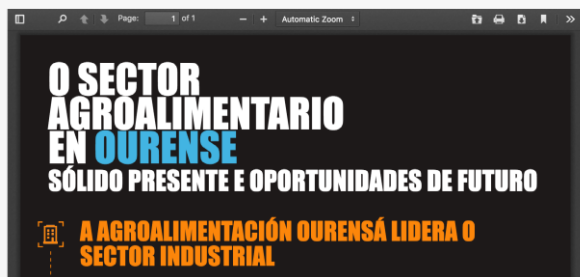 Page: 1 of 1 Automatic Zoom
O SECTOR
AGROALIMENTARIO
EN OURENSE
SÓLIDO PRESENTE E OPORTUNIDADES DE FUTURO
A AGROALIMENTACIÓN OURENSÁ LIDERA O
SECTOR INDUSTRIAL